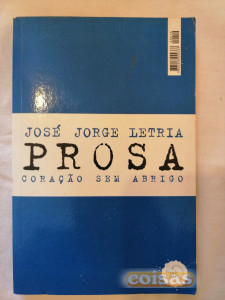 JOSÉ JORGE LETRIA
PROSA
CORAÇÃO SEM ABRIGO
coisas